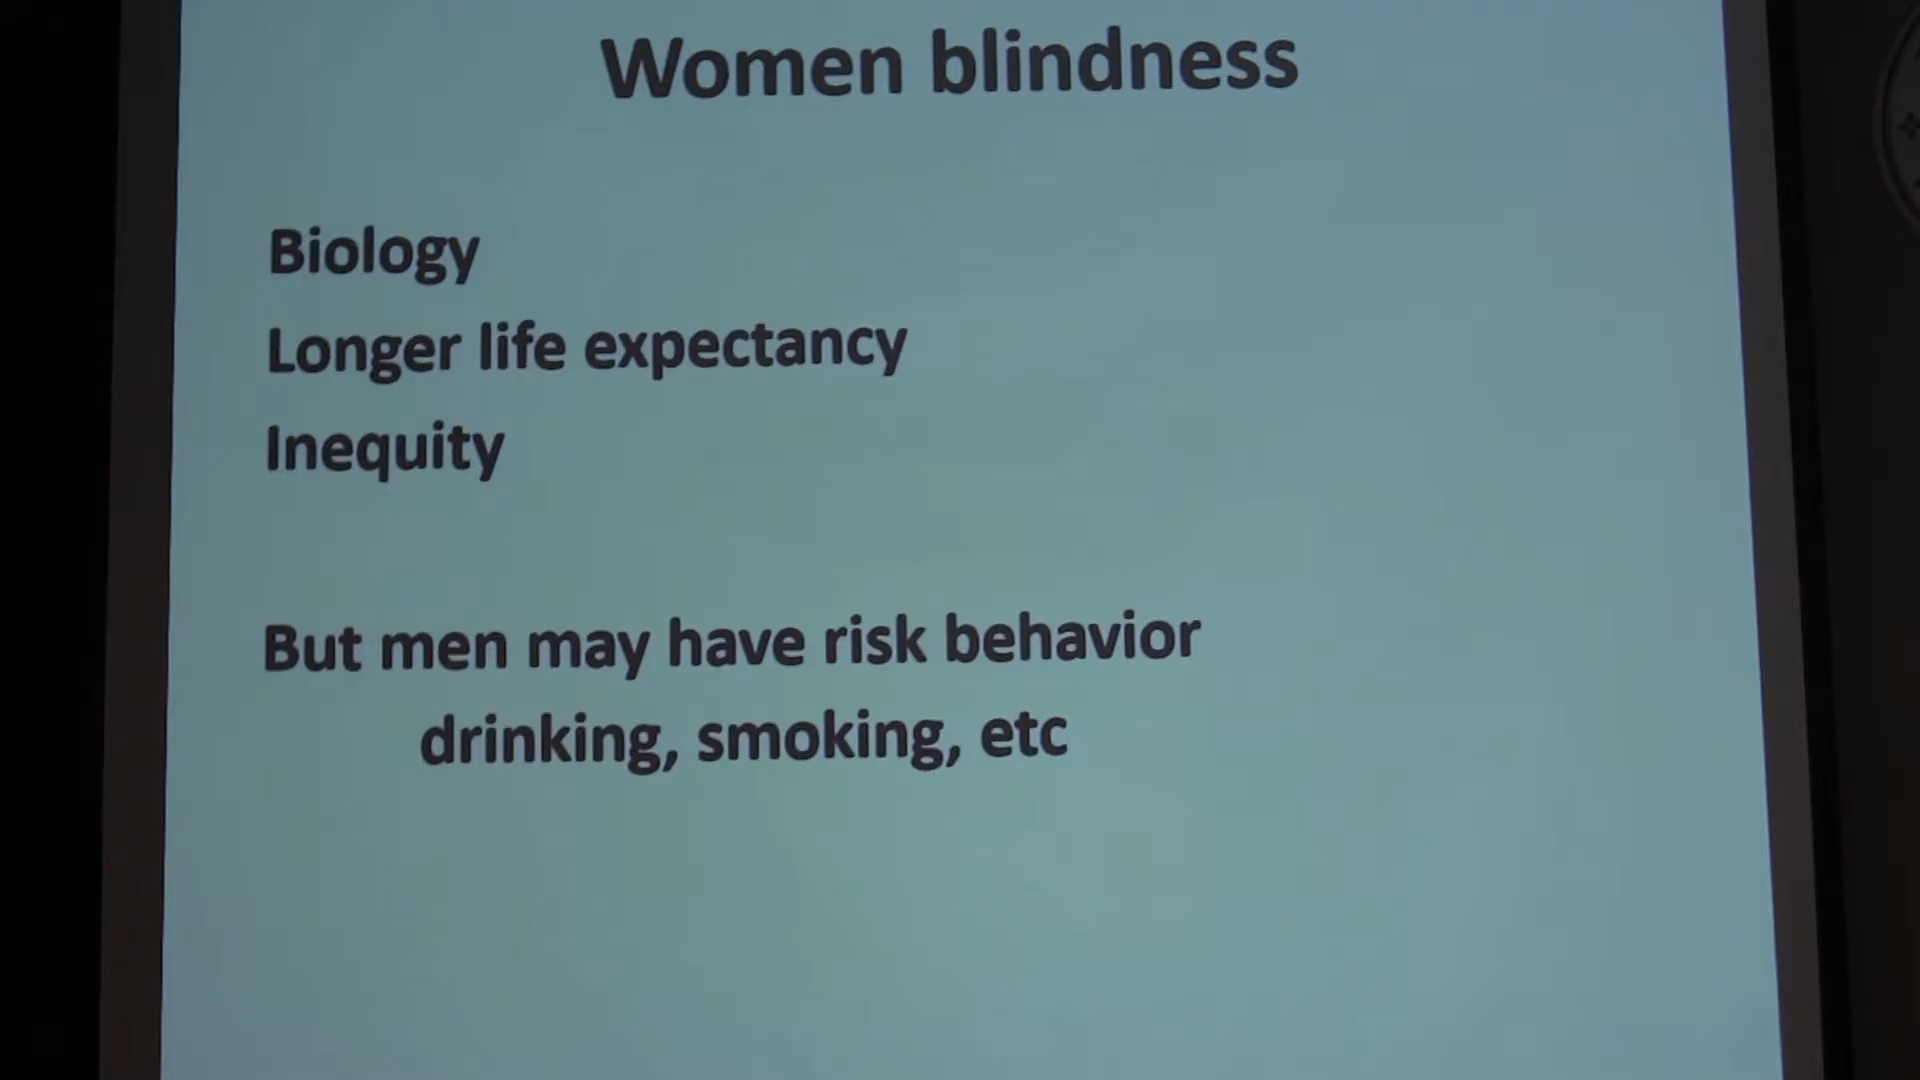 Women blindness
Biology
Longer life expectancy
Inequity
But men may have risk behavior
drinking, smoking, etc